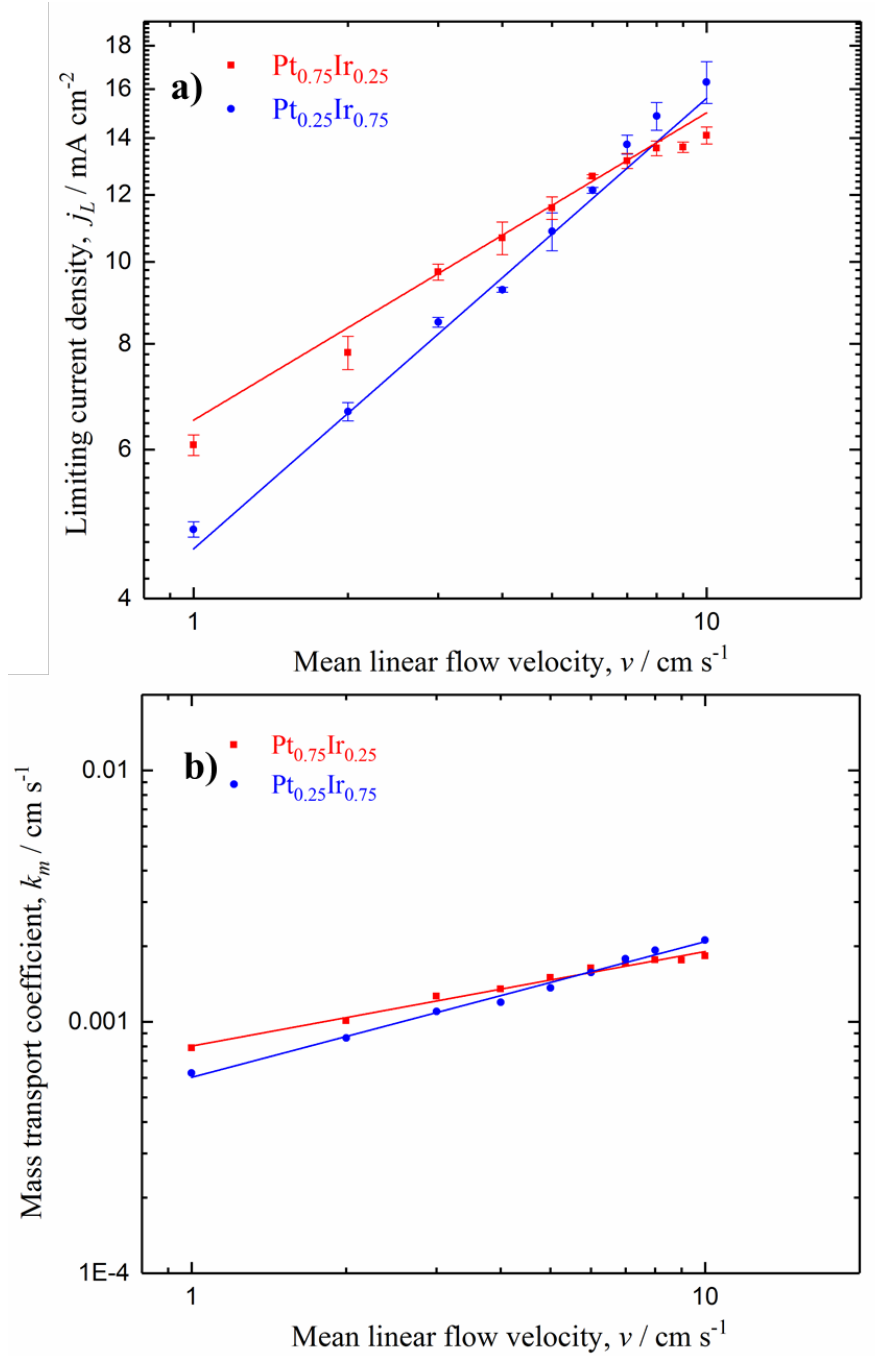 18
16
14
12
10
8
6
4
a)
Pt0.75Ir0.25
Pt0.25Ir0.75
Limiting current density, jL / mA cm-2
1
10
Mean linear flow velocity, v / cm s-1
b)
Pt0.75Ir0.25
Pt0.25Ir0.75
0.01
0.001
1E-4
Mass transport coefficient, km / cm s-1
1
10
Mean linear flow velocity, v / cm s-1